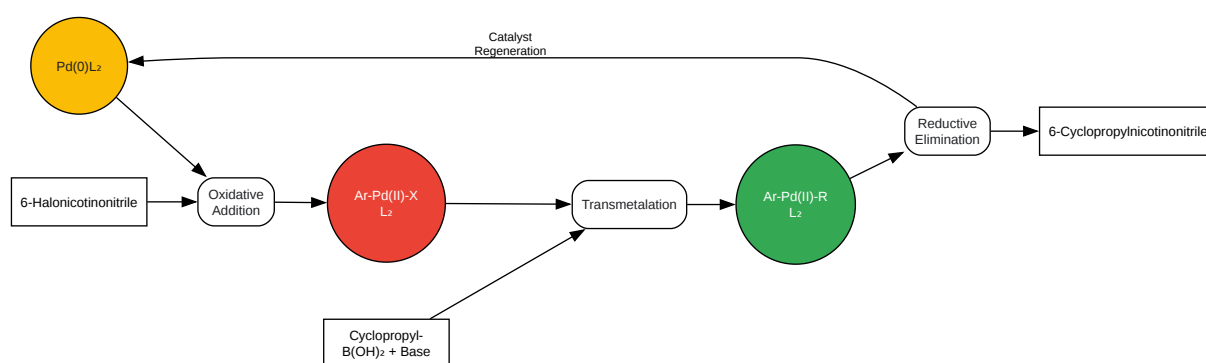 Catalyst
Regeneration
Pd(0)L₂
Reductive
Elimination
6-Cyclopropylnicotinonitrile
6-Halonicotinonitrile
Oxidative
Addition
Ar-Pd(II)-X
L₂
Transmetalation
Ar-Pd(II)-R
L₂
Cyclopropyl-
B(OH)₂ + Base